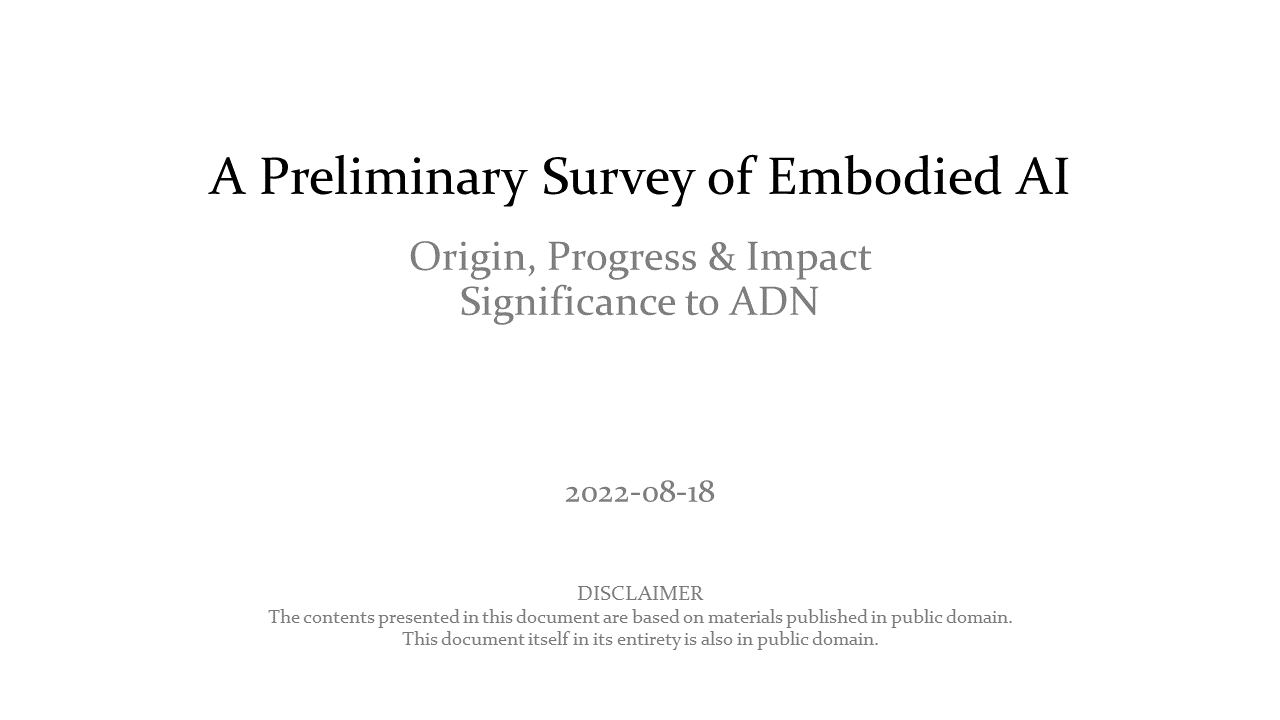 A Preliminary Survey of Embodied AI
Origin, Progress & Impact
Significance to ADN
2022-08-18
DISCLAIMER
The contents presented in this document are based on materials published in public domain.
This document itself in its entirety is also in public domain.